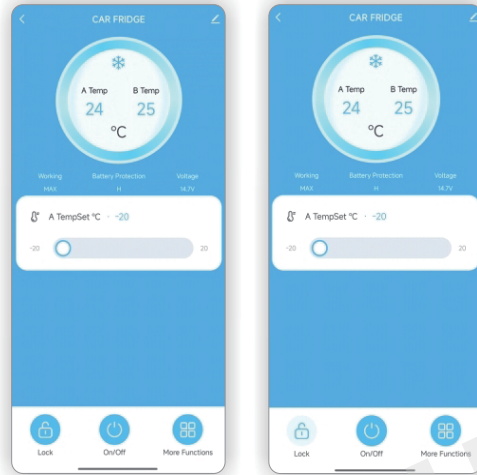 CAR FRIDGE
A Temp B Temp
24 25
°C
Working Battery Protection Voltage
MAX H 14.7V
A TempSet °C · -20
-20 20
Lock On/Off More Functions
CAR FRIDGE
A Temp B Temp
24 25
°C
Working Battery Protection Voltage
MAX H 14.7V
A TempSet °C · -20
-20 20
Lock On/Off More Functions